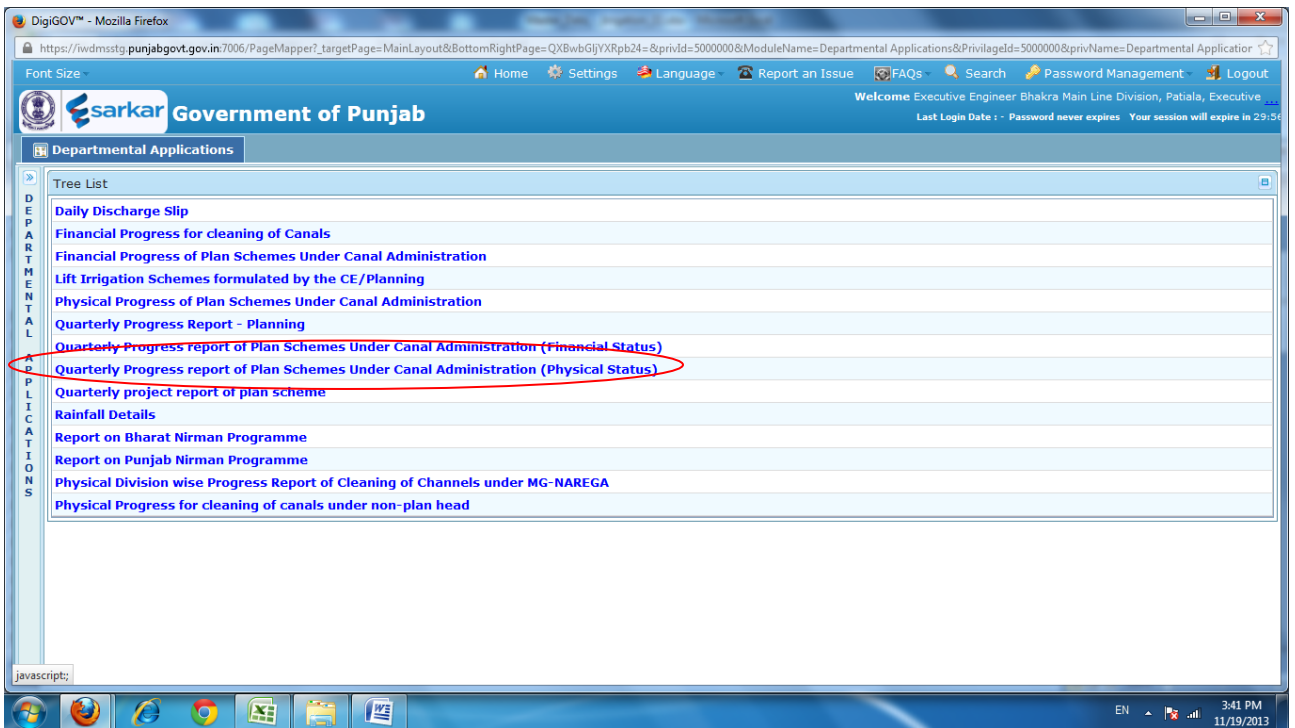 DigiGOV™ - Mozilla Firefox
https://iwdmsstg.punjabgovt.gov.in:7006/PageMapper?_targetPage=MainLayout&BottomRightPage=QXBwbGljYXRpb24=&privId=5000000&ModuleName=Departmental Applications&PrivilageId=5000000&privName=Departmental Application
Font Size Home Settings Language Report an Issue FAQs Search Password Management Logout
Welcome Executive Engineer Bhakra Main Line Division, Patiala, Executive ...
esarkar Government of Punjab
Last Login Date : - Password never expires Your session will expire in 29:56
Departmental Applications
Tree List
DEPARTMENTAL APPLICATIONS
Daily Discharge Slip
Financial Progress for cleaning of Canals
Financial Progress of Plan Schemes Under Canal Administration
Lift Irrigation Schemes formulated by the CE/Planning
Physical Progress of Plan Schemes Under Canal Administration
Quarterly Progress Report - Planning
Quarterly Progress report of Plan Schemes Under Canal Administration (Financial Status)
Quarterly Progress report of Plan Schemes Under Canal Administration (Physical Status)
Quarterly project report of plan scheme
Rainfall Details
Report on Bharat Nirman Programme
Report on Punjab Nirman Programme
Physical Division wise Progress Report of Cleaning of Channels under MG-NAREGA
Physical Progress for cleaning of canals under non-plan head
javascript:;
EN 3:41 PM
11/19/2013